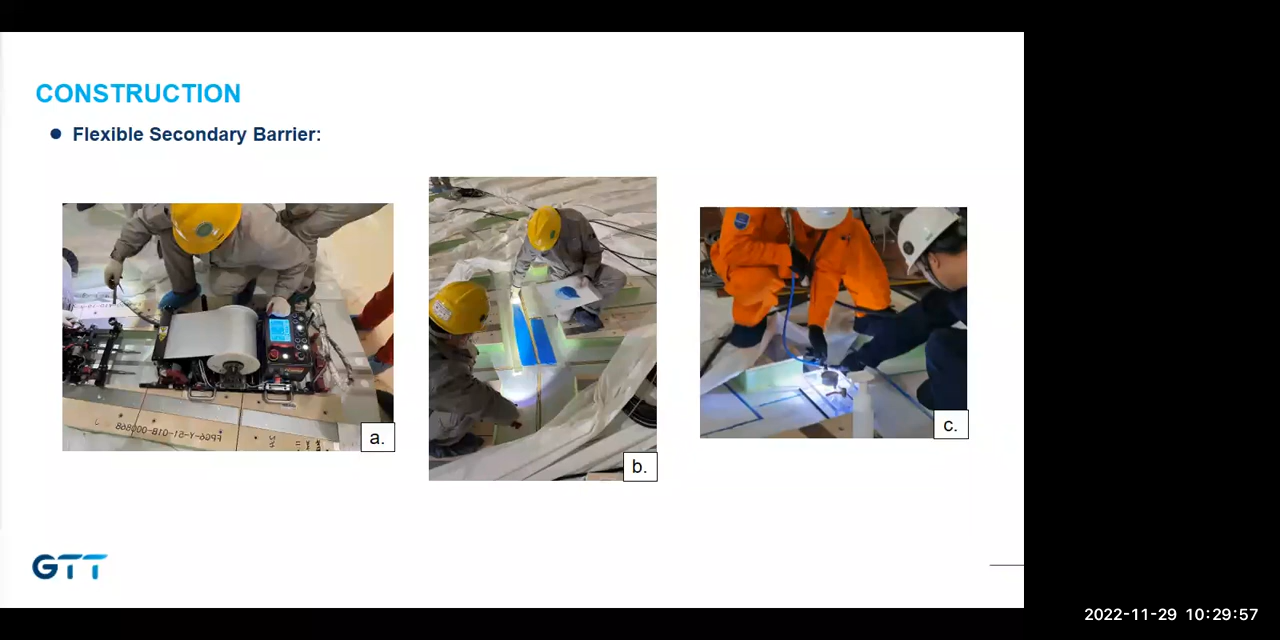 CONSTRUCTION
Flexible Secondary Barrier:
a.
b.
c.
GTT
2022-11-29 10:29:57